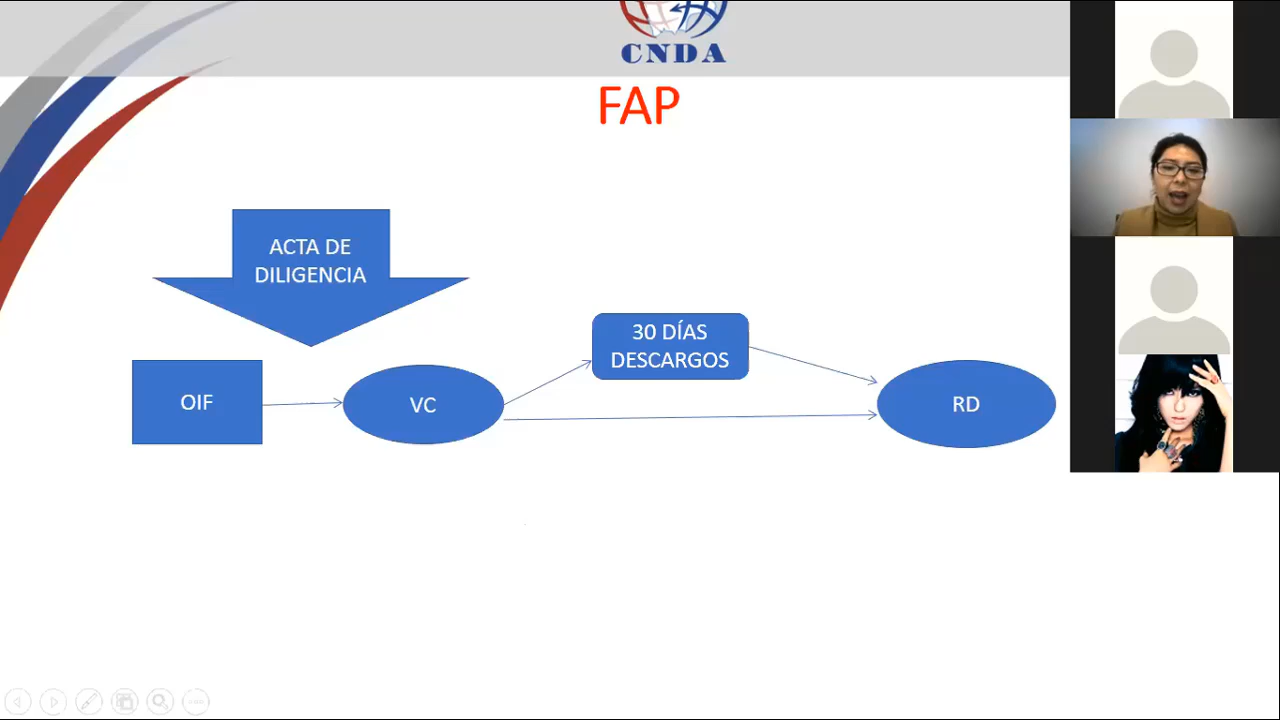 CNDA
FAP
ACTA DE
DILIGENCIA
30 DÍAS
DESCARGOS
OIF
VC
RD